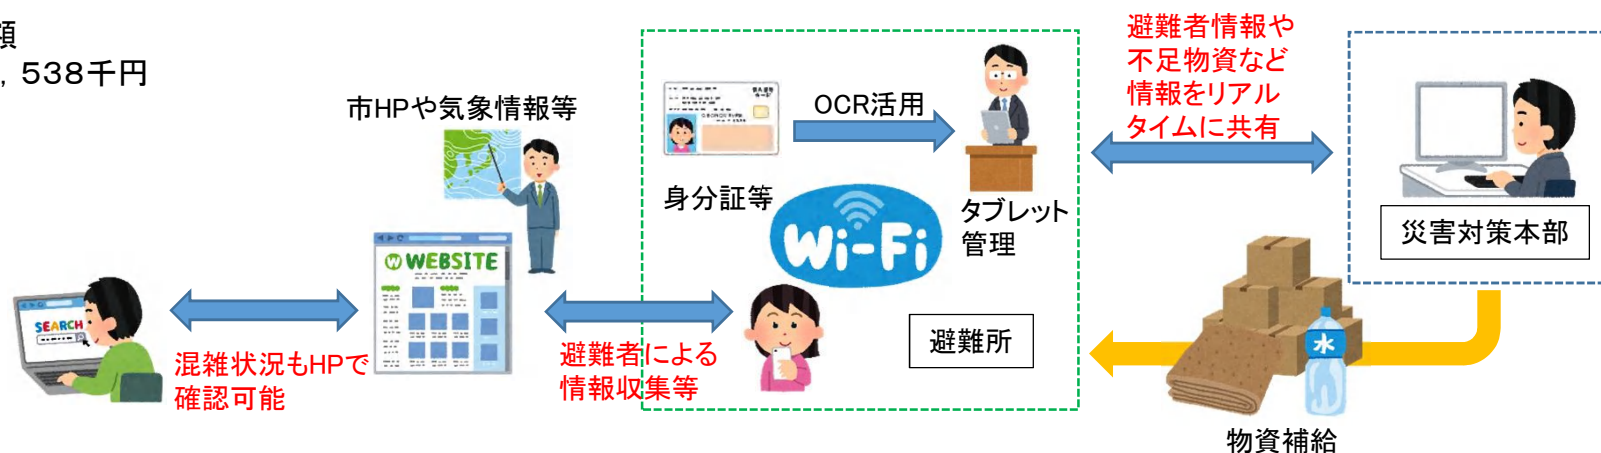 額
，538千円
市HPや気象情報等
WEBSITE
SEARCH
混雑状況もHPで
確認可能
避難者による
情報収集等
OCR活用
身分証等
Wi-Fi
タブレット
管理
避難所
避難者情報や
不足物資など
情報をリアル
タイムに共有
災害対策本部
水
物資補給